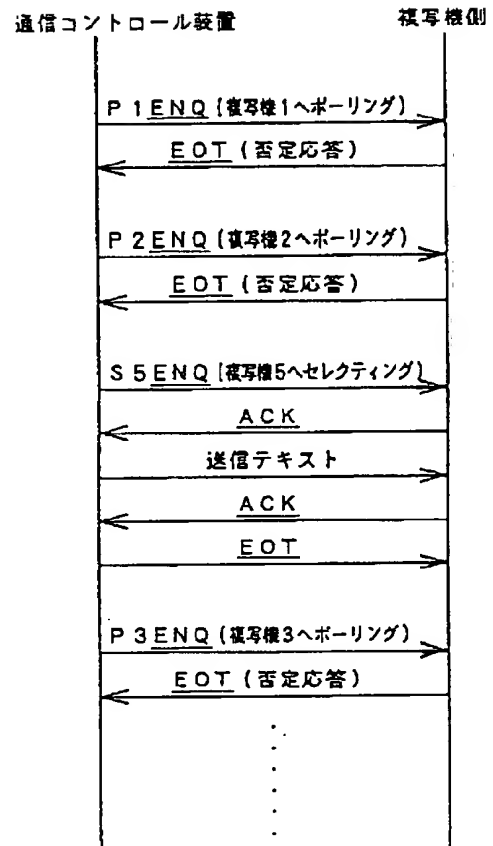 通信コントロール装置
複写機側
P1ENQ(複写機1へポーリング)
EOT(否定応答)
P2ENQ(複写機2へポーリング)
EOT(否定応答)
S5ENQ(複写機5へセレクティング)
ACK
送信テキスト
ACK
EOT
P3ENQ(複写機3へポーリング)
EOT(否定応答)